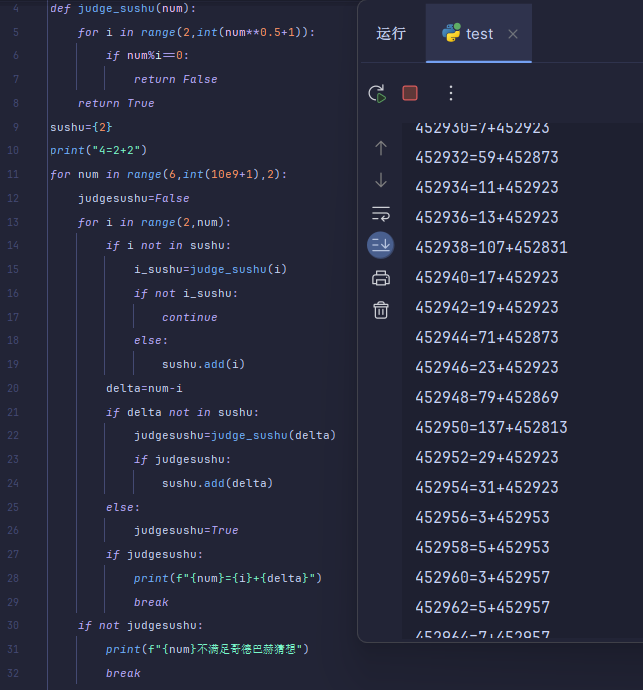 4 def judge_sushu(num):
5 for i in range(2,int(num**0.5+1)):
6 if num%i==0:
7 return False
8 return True
9 sushu={2}
10 print("4=2+2")
11 for num in range(6,int(10e9+1),2):
12 judgesushu=False
13 for i in range(2,num):
14 if i not in sushu:
15 i_sushu=judge_sushu(i)
16 if not i_sushu:
17 continue
18 else:
19 sushu.add(i)
20 delta=num-i
21 if delta not in sushu:
22 judgesushu=judge_sushu(delta)
23 if judgesushu:
24 sushu.add(delta)
25 else:
26 judgesushu=True
27 if judgesushu:
28 print(f"{num}={i}+{delta}")
29 break
30 if not judgesushu:
31 print(f"{num}不满足哥德巴赫猜想")
32 break
运行 test
452930=7+452923
452932=59+452873
452934=11+452923
452936=13+452923
452938=107+452831
452940=17+452923
452942=19+452923
452944=71+452873
452946=23+452923
452948=79+452869
452950=137+452813
452952=29+452923
452954=31+452923
452956=3+452953
452958=5+452953
452960=3+452957
452962=5+452957
452964=7+452957